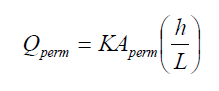 Q_perm = KA_perm(h/L)